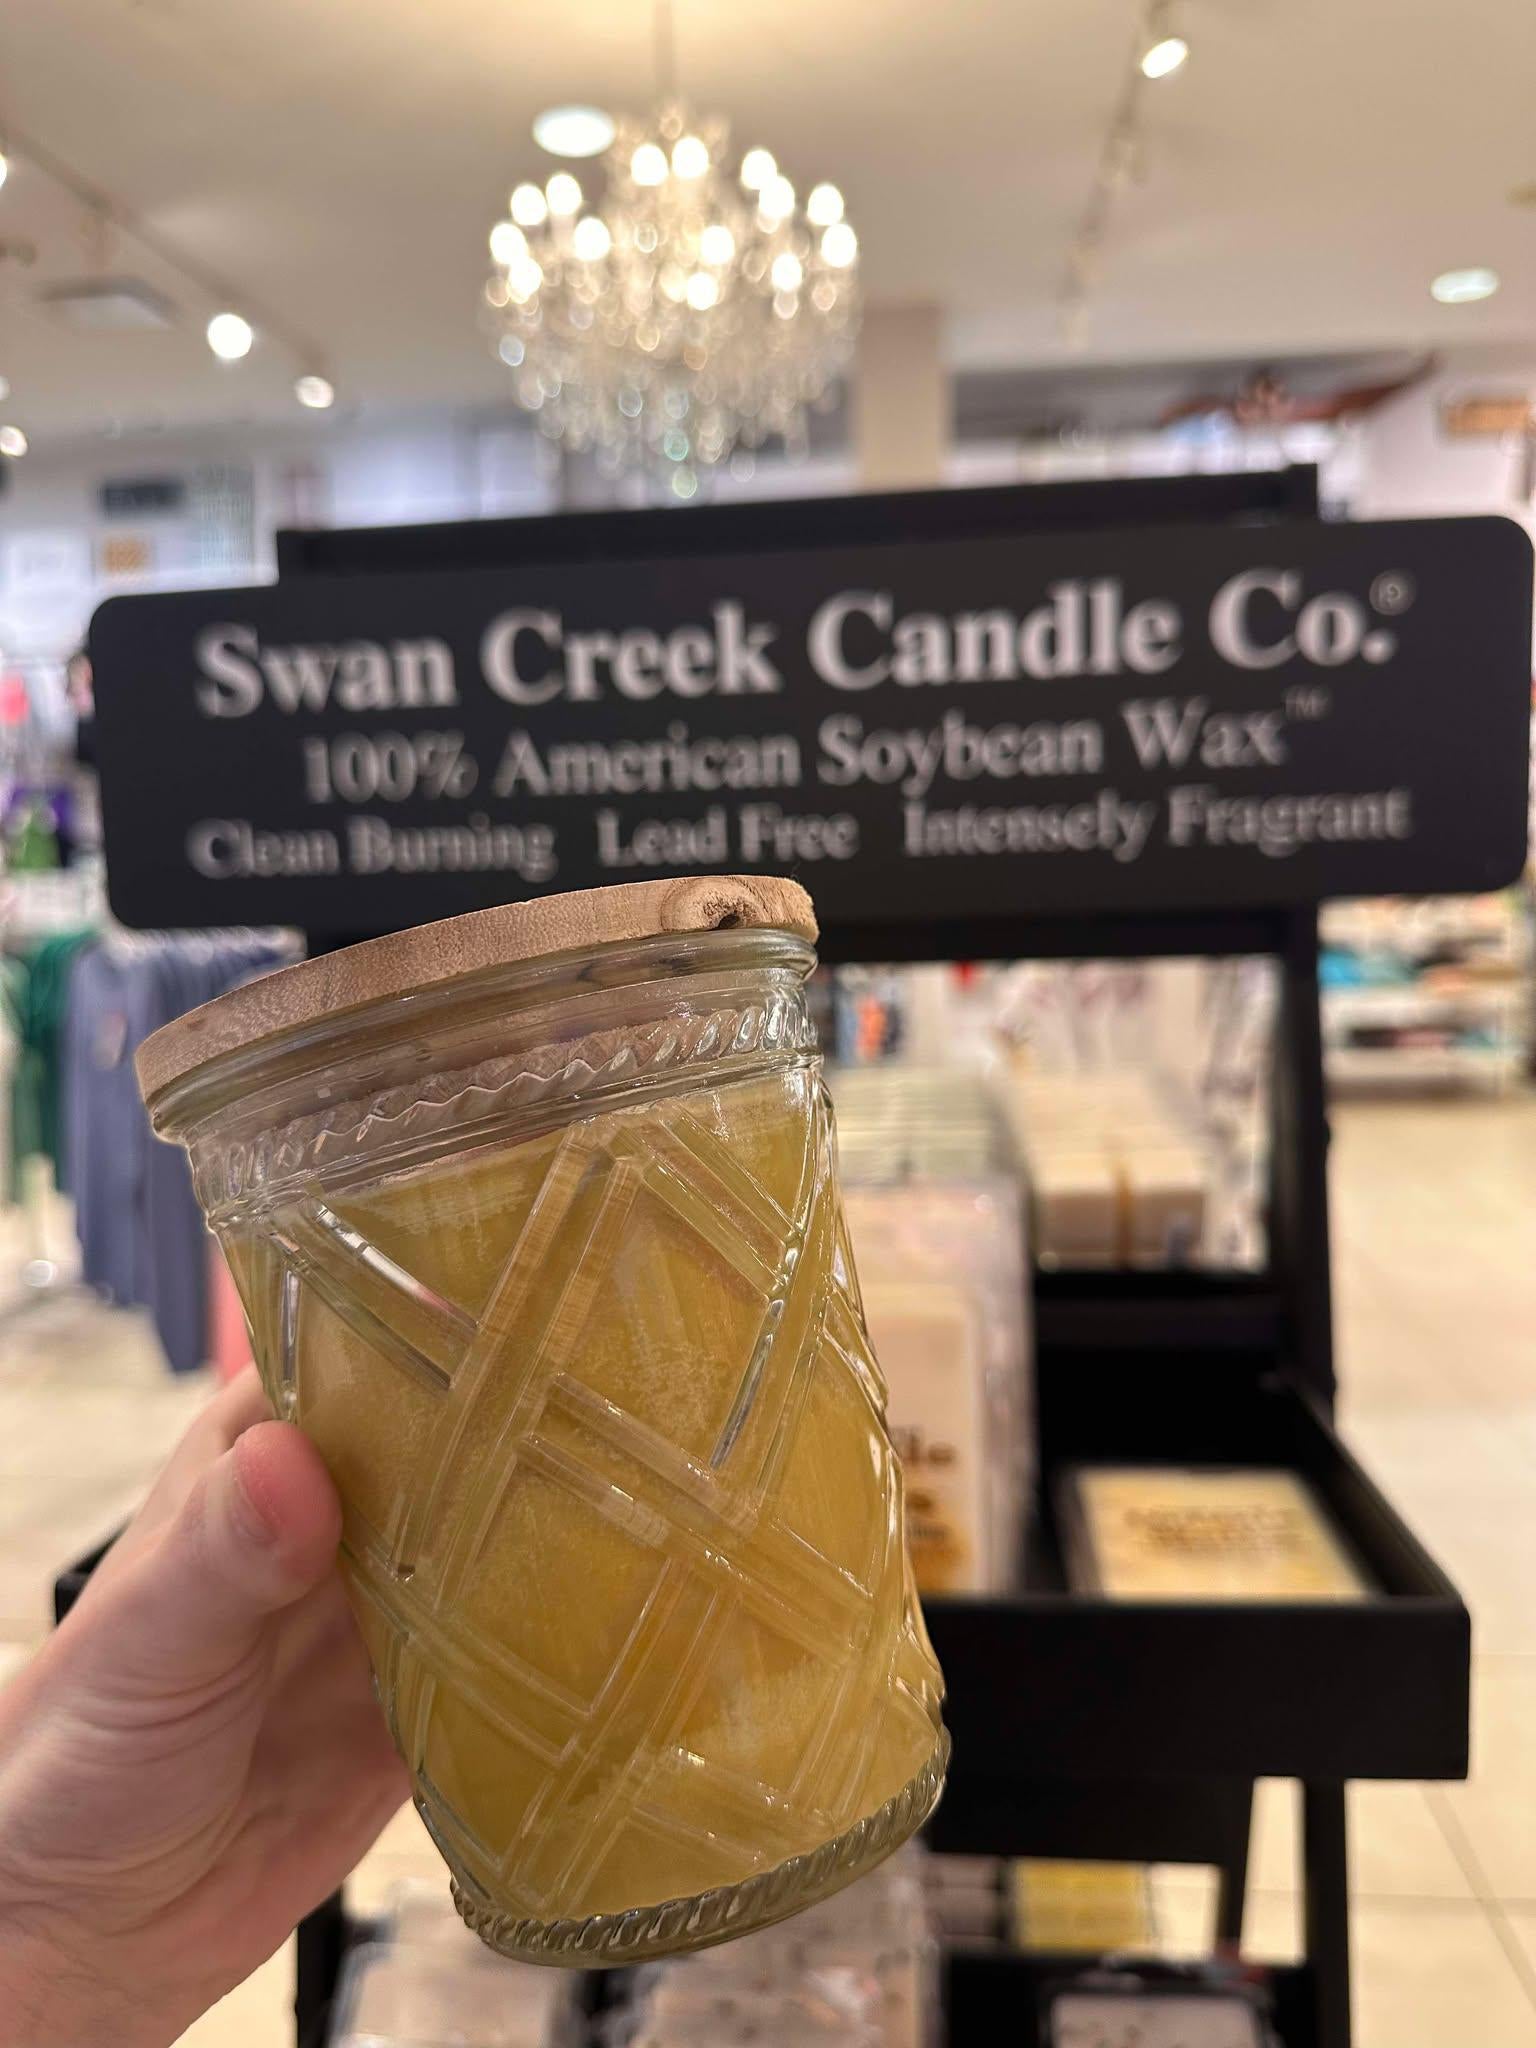 Swan Creek Candle Co.®
100% American Soybean Wax™
Clean Burning Lead Free Intensely Fragrant